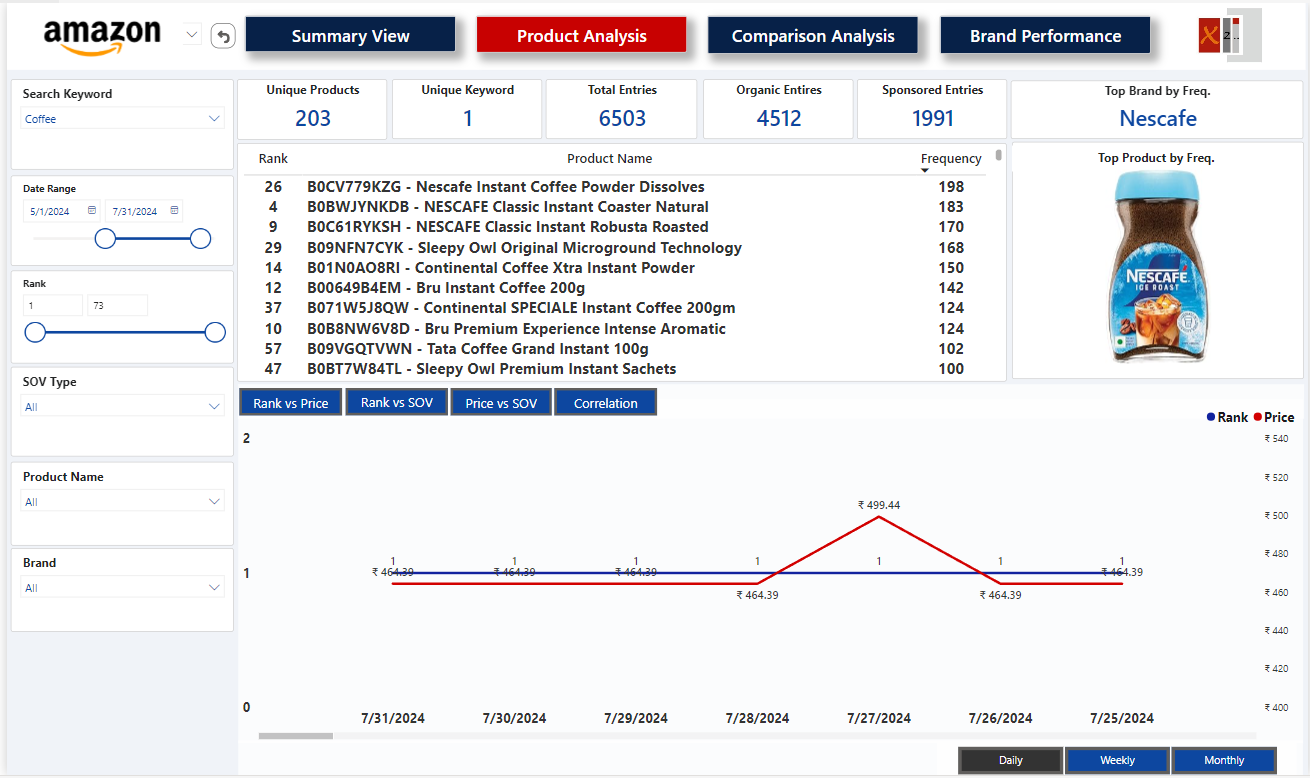 amazon
Summary View
Product Analysis
Comparison Analysis
Brand Performance
X
2 ..
Search Keyword
Coffee
Date Range
5/1/2024
7/31/2024
Rank
1
73
SOV Type
All
Product Name
All
Brand
All
Unique Products
203
Unique Keyword
1
Total Entries
6503
Organic Entires
4512
Sponsored Entries
1991
Top Brand by Freq.
Nescafe
Rank Product Name Frequency
26 B0CV779KZG - Nescafe Instant Coffee Powder Dissolves 198
4 B0BWJYNKDB - NESCAFE Classic Instant Coaster Natural 183
9 B0C61RYKSH - NESCAFE Classic Instant Robusta Roasted 170
29 B09NFN7CYK - Sleepy Owl Original Microground Technology 168
14 B01N0AO8RI - Continental Coffee Xtra Instant Powder 150
12 B00649B4EM - Bru Instant Coffee 200g 142
37 B071W5J8QW - Continental SPECIALE Instant Coffee 200gm 124
10 B0B8NW6V8D - Bru Premium Experience Intense Aromatic 124
57 B09VGQTVWN - Tata Coffee Grand Instant 100g 102
47 B0BT7W84TL - Sleepy Owl Premium Instant Sachets 100
Top Product by Freq.
NESCAFÉ
ICE ROAST
Rank vs Price
Rank vs SOV
Price vs SOV
Correlation
Rank Price
2
1
0
₹ 540
₹ 520
₹ 500
₹ 480
₹ 460
₹ 440
₹ 420
₹ 400
₹ 499.44
1 1 1 1 1 1 1
₹ 464.39 ₹ 464.39 ₹ 464.39 ₹ 464.39
₹ 464.39 ₹ 464.39
7/31/2024 7/30/2024 7/29/2024 7/28/2024 7/27/2024 7/26/2024 7/25/2024
Daily
Weekly
Monthly